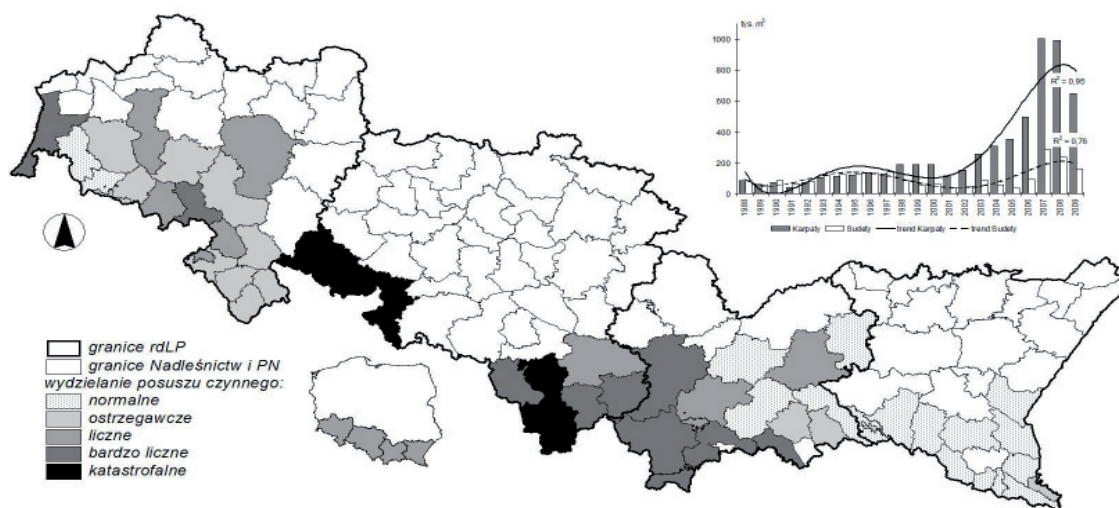 tys. m³
1000
800
600
400
200
0
R² = 0,95
R² = 0,76
1988 1989 1990 1991 1992 1993 1994 1995 1996 1997 1998 1999 2000 2001 2002 2003 2004 2005 2006 2007 2008 2009
Karpaty Sudety trend Karpaty trend Sudety
granice rdLP
granice Nadleśnictw i PN
wydzielanie posuszu czynnego:
normalne
ostrzegawcze
liczne
bardzo liczne
katastrofalne